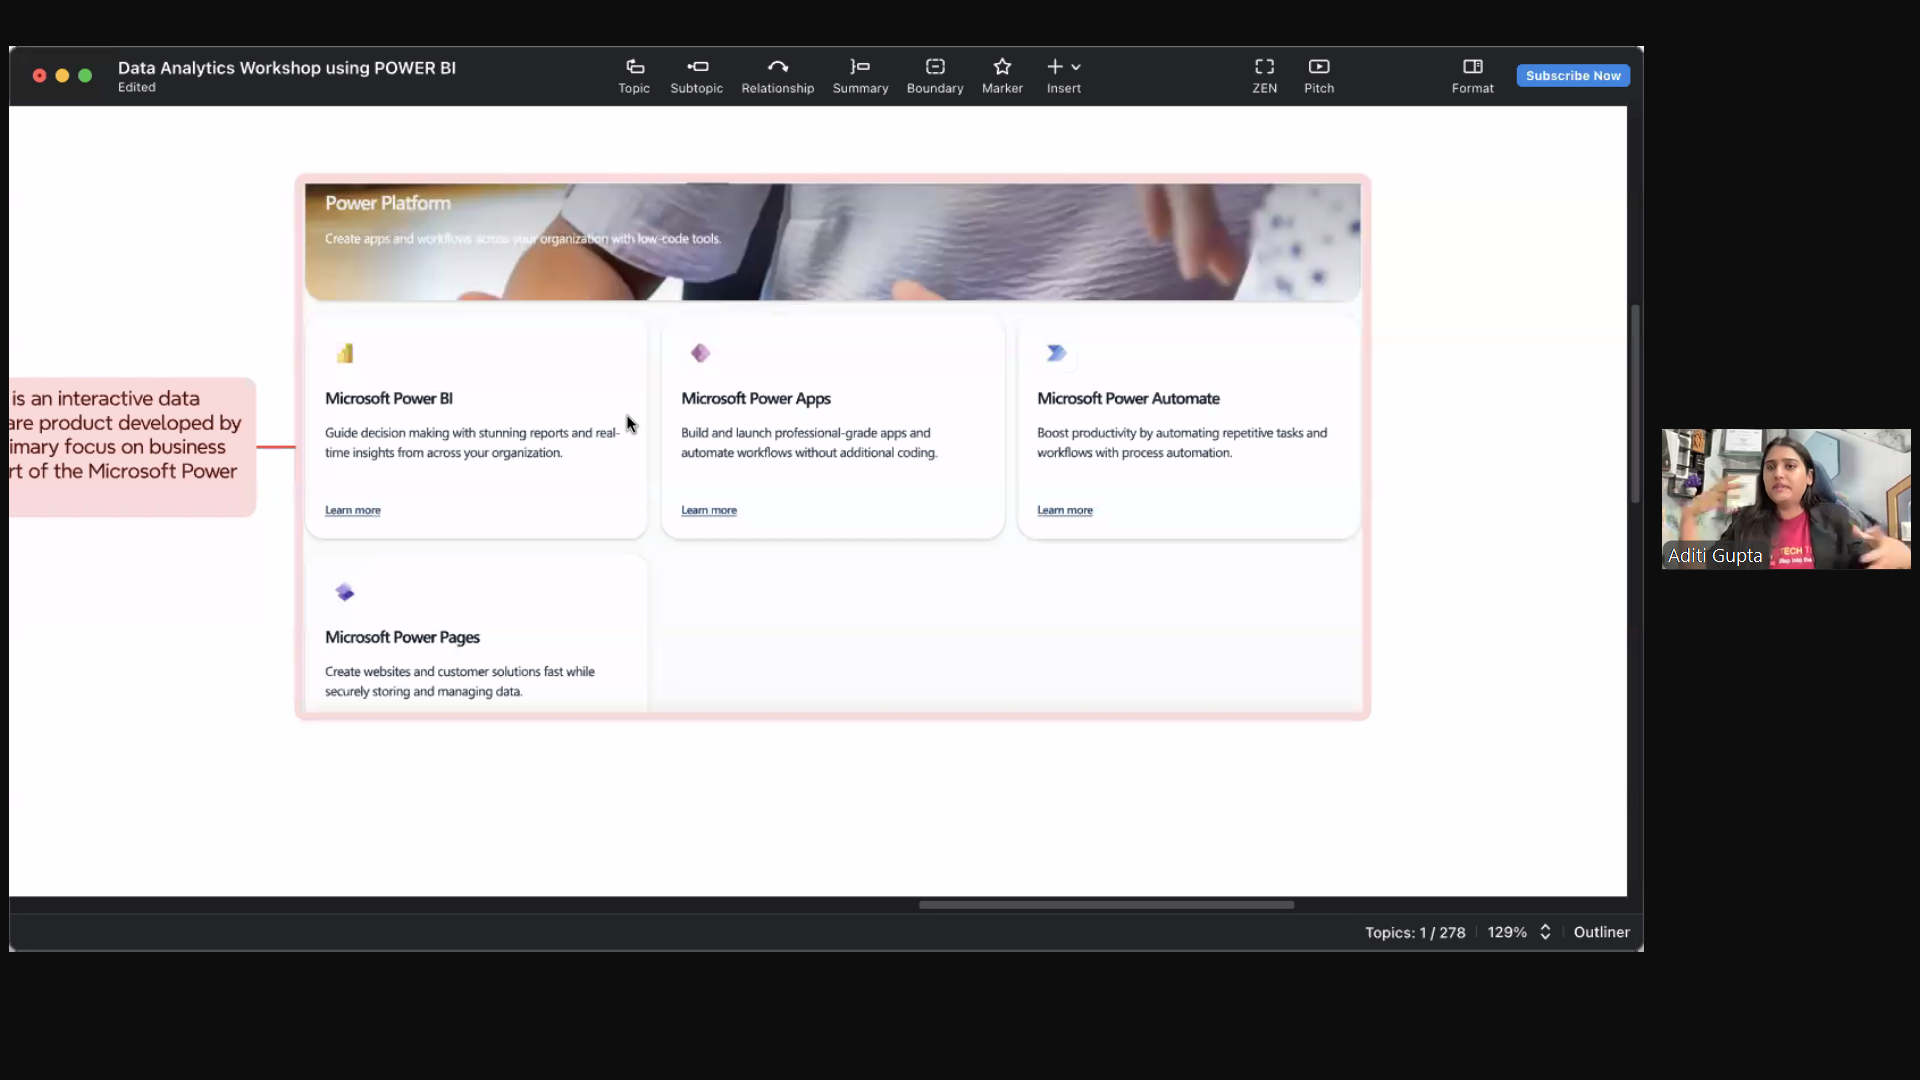 Data Analytics Workshop using POWER BI
Edited
Topic
Subtopic
Relationship
Summary
Boundary
Marker
Insert
ZEN
Pitch
Format
Subscribe Now
Power Platform
Create apps and workflows across your organization with low-code tools.
is an interactive data
are product developed by
imary focus on business
rt of the Microsoft Power
Microsoft Power BI
Guide decision making with stunning reports and real-
time insights from across your organization.
Learn more
Microsoft Power Apps
Build and launch professional-grade apps and
automate workflows without additional coding.
Learn more
Microsoft Power Automate
Boost productivity by automating repetitive tasks and
workflows with process automation.
Learn more
Microsoft Power Pages
Create websites and customer solutions fast while
securely storing and managing data.
TECH
Step into the
Aditi Gupta
Topics: 1 / 278
129%
Outliner